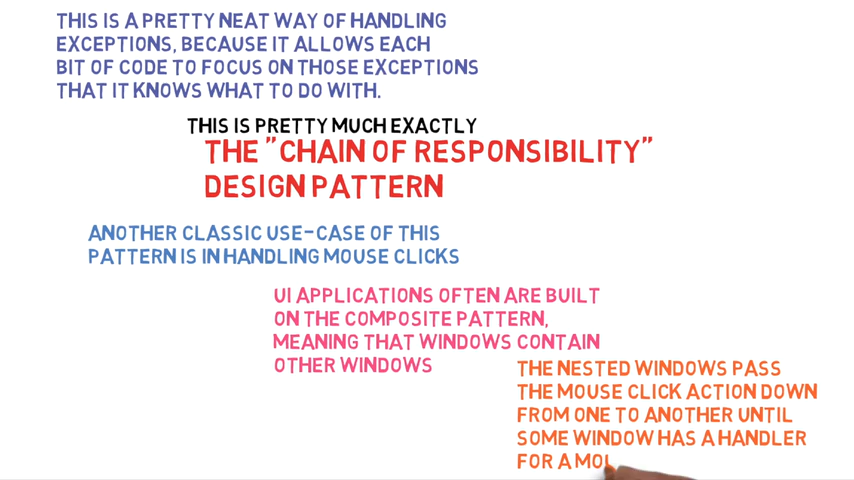 THIS IS A PRETTY NEAT WAY OF HANDLING
EXCEPTIONS, BECAUSE IT ALLOWS EACH
BIT OF CODE TO FOCUS ON THOSE EXCEPTIONS
THAT IT KNOWS WHAT TO DO WITH.
THIS IS PRETTY MUCH EXACTLY
THE "CHAIN OF RESPONSIBILITY"
DESIGN PATTERN
ANOTHER CLASSIC USE-CASE OF THIS
PATTERN IS IN HANDLING MOUSE CLICKS
UI APPLICATIONS OFTEN ARE BUILT
ON THE COMPOSITE PATTERN,
MEANING THAT WINDOWS CONTAIN
OTHER WINDOWS
THE NESTED WINDOWS PASS
THE MOUSE CLICK ACTION DOWN
FROM ONE TO ANOTHER UNTIL
SOME WINDOW HAS A HANDLER
FOR A